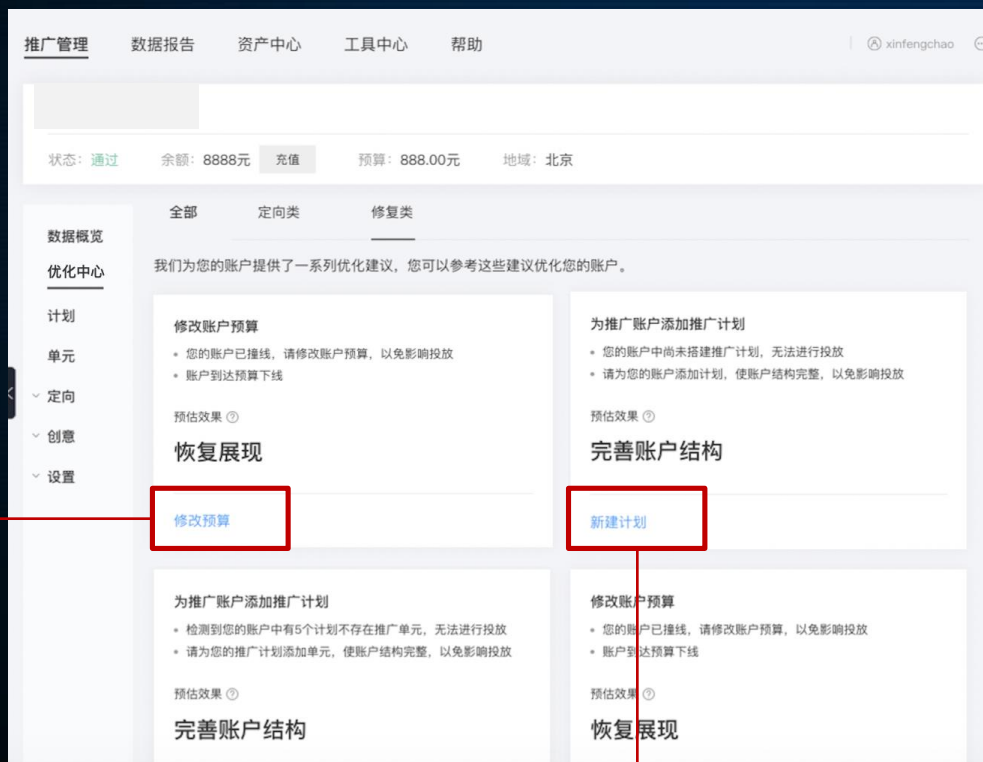 推广管理 数据报告 资产中心 工具中心 帮助 xinfengchao
状态：通过 余额：8888元 充值 预算：888.00元 地域：北京
全部 定向类 修复类
数据概览
优化中心
计划
单元
定向
创意
设置
我们为您的账户提供了一系列优化建议，您可以参考这些建议优化您的账户。
修改账户预算
• 您的账户已撞线，请修改账户预算，以免影响投放
• 账户到达预算下线
预估效果
恢复展现
修改预算
为推广账户添加推广计划
• 您的账户中尚未搭建推广计划，无法进行投放
• 请为您的账户添加计划，使账户结构完整，以免影响投放
预估效果
完善账户结构
新建计划
为推广账户添加推广计划
• 检测到您的账户中有5个计划不存在推广单元，无法进行投放
• 请为您的推广计划添加单元，使账户结构完整，以免影响投放
预估效果
完善账户结构
修改账户预算
• 您的账户已撞线，请修改账户预算，以免影响投放
• 账户到达预算下线
预估效果
恢复展现